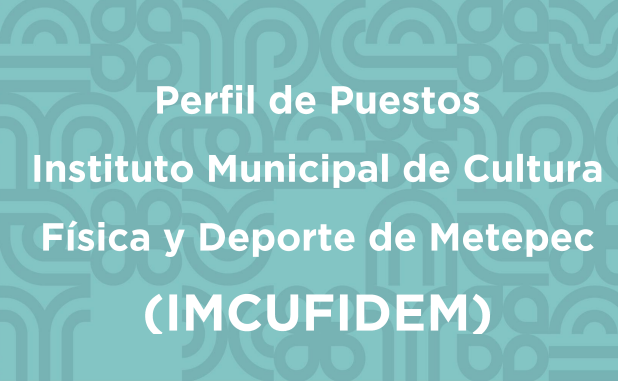 Perfil de Puestos
Instituto Municipal de Cultura
Física y Deporte de Metepec
(IMCUFIDEM)